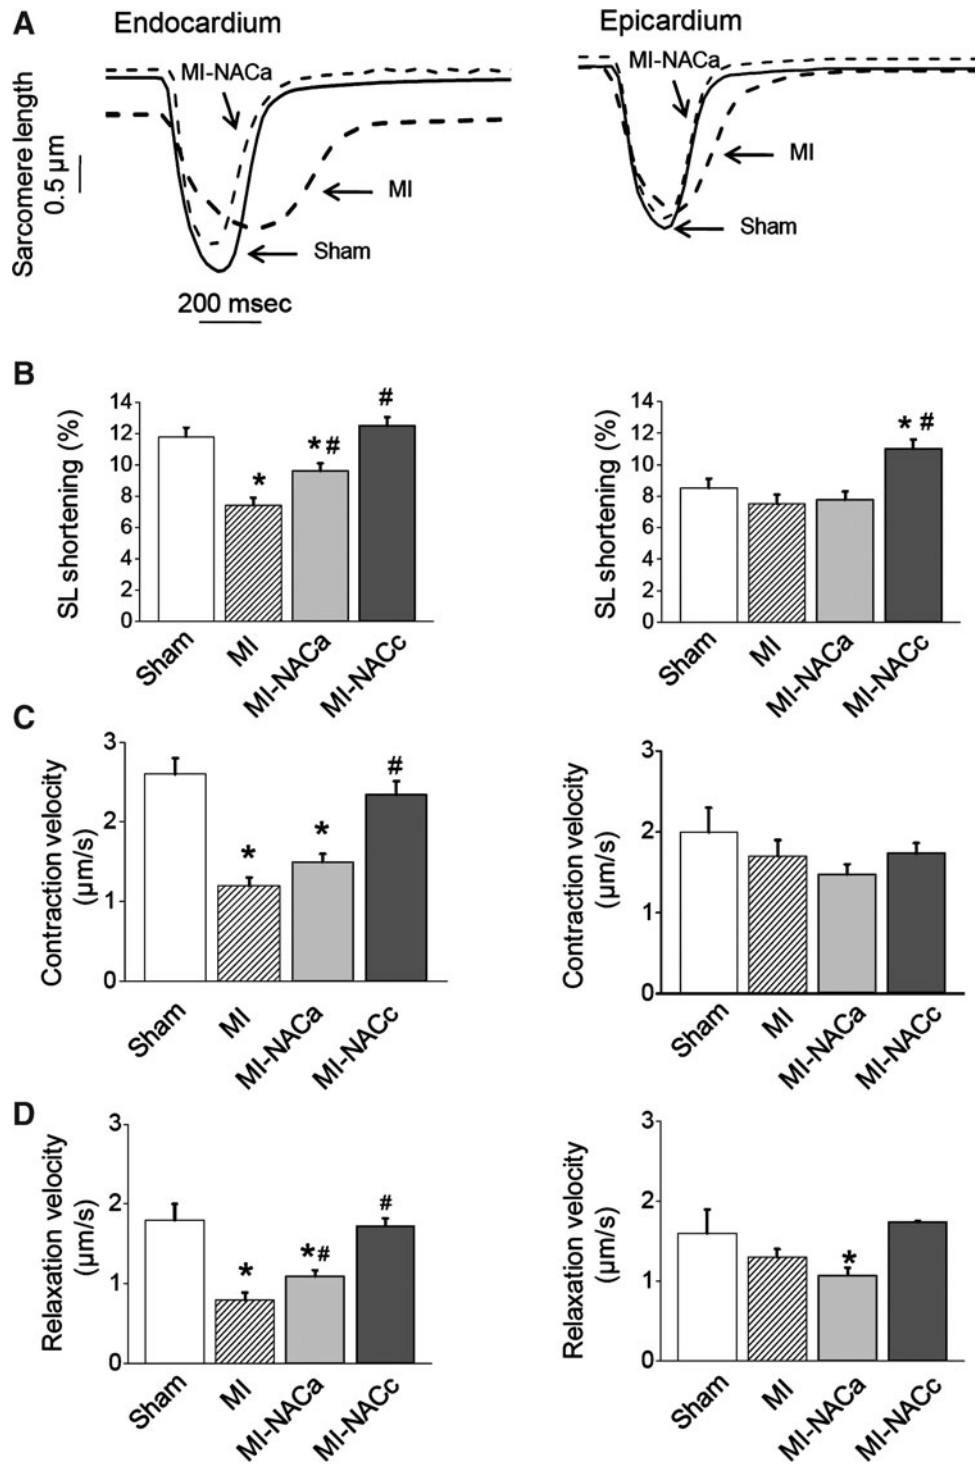 A
Endocardium
Epicardium
MI-NACa
MI-NACa
Sarcomere length
0.5 µm
MI
MI
Sham
Sham
200 msec
B
SL shortening (%)
14
12
10
8
6
4
2
0
*
* #
#
Sham
MI
MI-NACa
MI-NACc
SL shortening (%)
14
12
10
8
6
4
2
0
* #
Sham
MI
MI-NACa
MI-NACc
C
Contraction velocity
(µm/s)
3
2
1
0
*
*
#
Sham
MI
MI-NACa
MI-NACc
Contraction velocity
(µm/s)
3
2
1
0
Sham
MI
MI-NACa
MI-NACc
D
Relaxation velocity
(µm/s)
3
2
1
0
*
*#
#
Sham
MI
MI-NACa
MI-NACc
Relaxation velocity
(µm/s)
3
2
1
0
*
Sham
MI
MI-NACa
MI-NACc